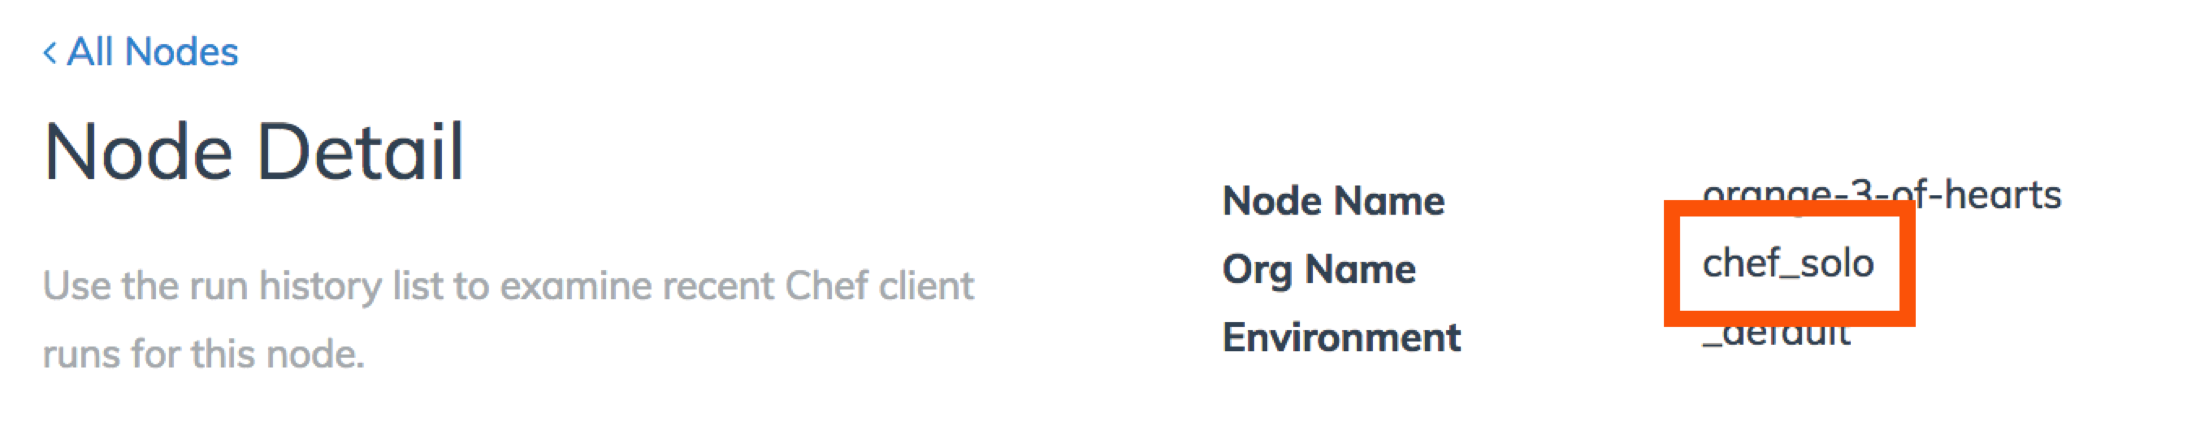 ‹ All Nodes
Node Detail
Use the run history list to examine recent Chef client
runs for this node.
Node Name orange-3-of-hearts
Org Name chef_solo
Environment _default